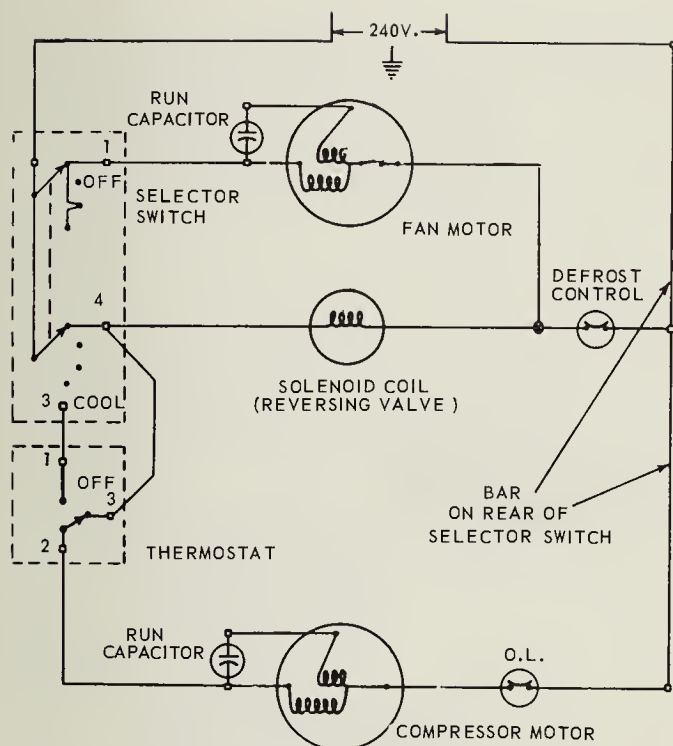 240V.
RUN
CAPACITOR
1
OFF
SELECTOR
SWITCH
FAN MOTOR
4
DEFROST
CONTROL
SOLENOID COIL
(REVERSING VALVE)
3 COOL
1
OFF
3
2
THERMOSTAT
BAR
ON REAR OF
SELECTOR SWITCH
RUN
CAPACITOR
O.L.
COMPRESSOR MOTOR